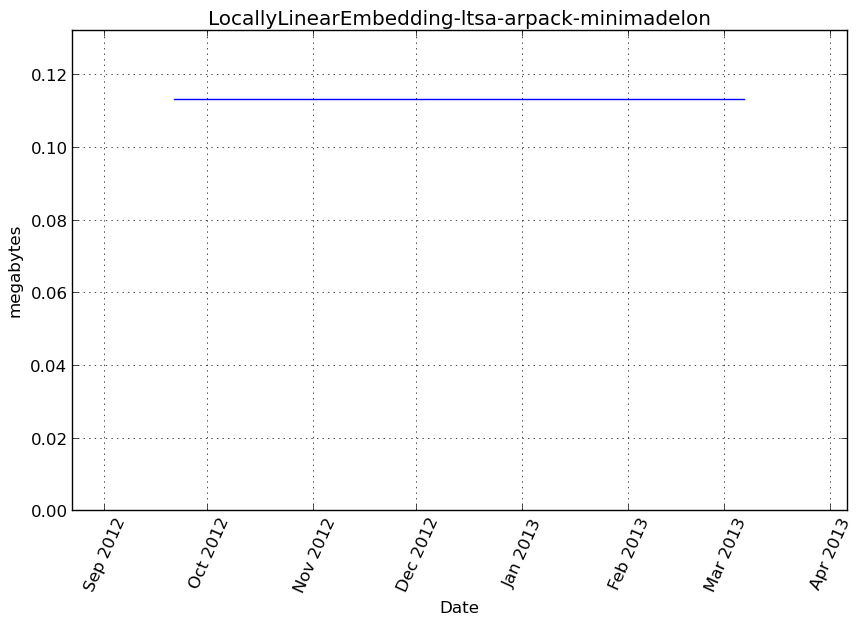 LocallyLinearEmbedding-ltsa-arpack-minimadelon
megabytes
0.12
0.10
0.08
0.06
0.04
0.02
0.00
Sep 2012
Oct 2012
Nov 2012
Dec 2012
Jan 2013
Feb 2013
Mar 2013
Apr 2013
Date